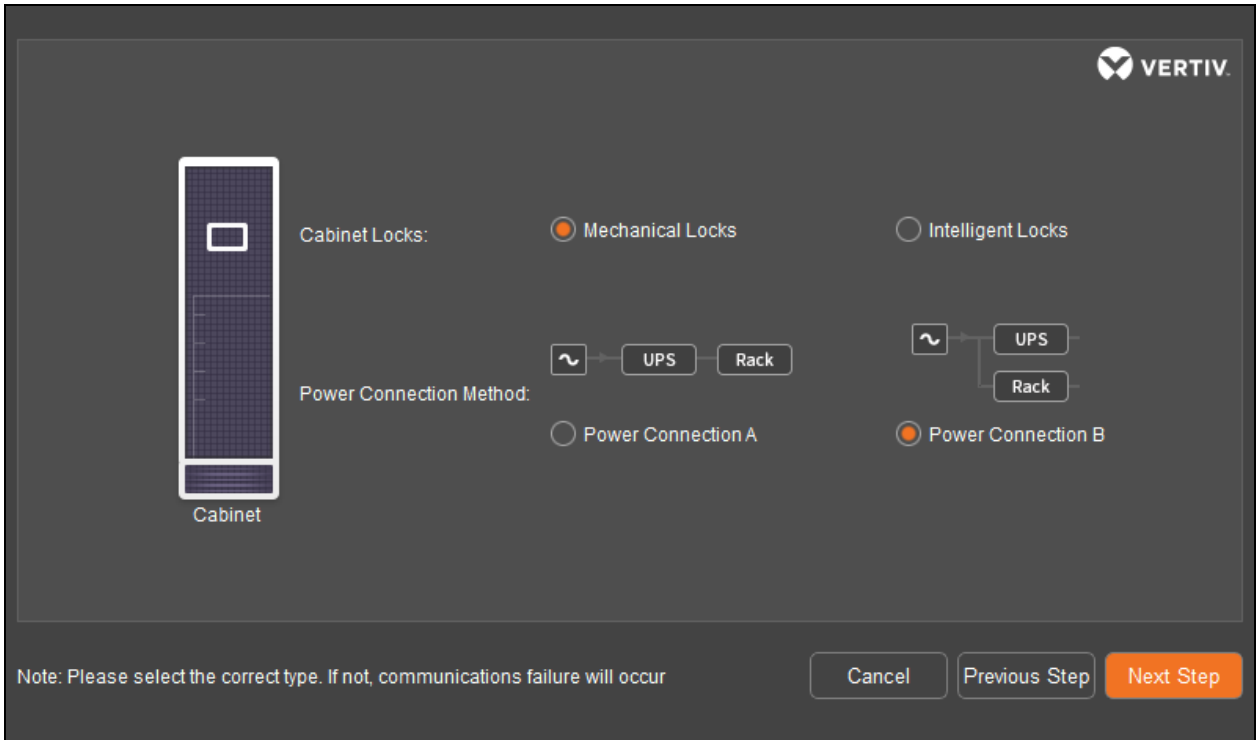 VERTIV.
Cabinet Locks:
Mechanical Locks
Intelligent Locks
Power Connection Method:
UPS
Rack
UPS
Rack
Power Connection A
Power Connection B
Cabinet
Note: Please select the correct type. If not, communications failure will occur
Cancel
Previous Step
Next Step